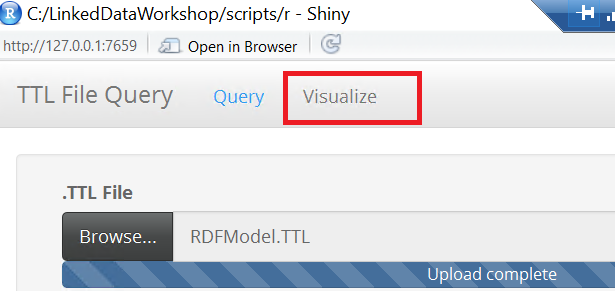 R C:/LinkedDataWorkshop/scripts/r - Shiny
http://127.0.0.1:7659 Open in Browser
TTL File Query Query Visualize
.TTL File
Browse... RDFModel.TTL
Upload complete